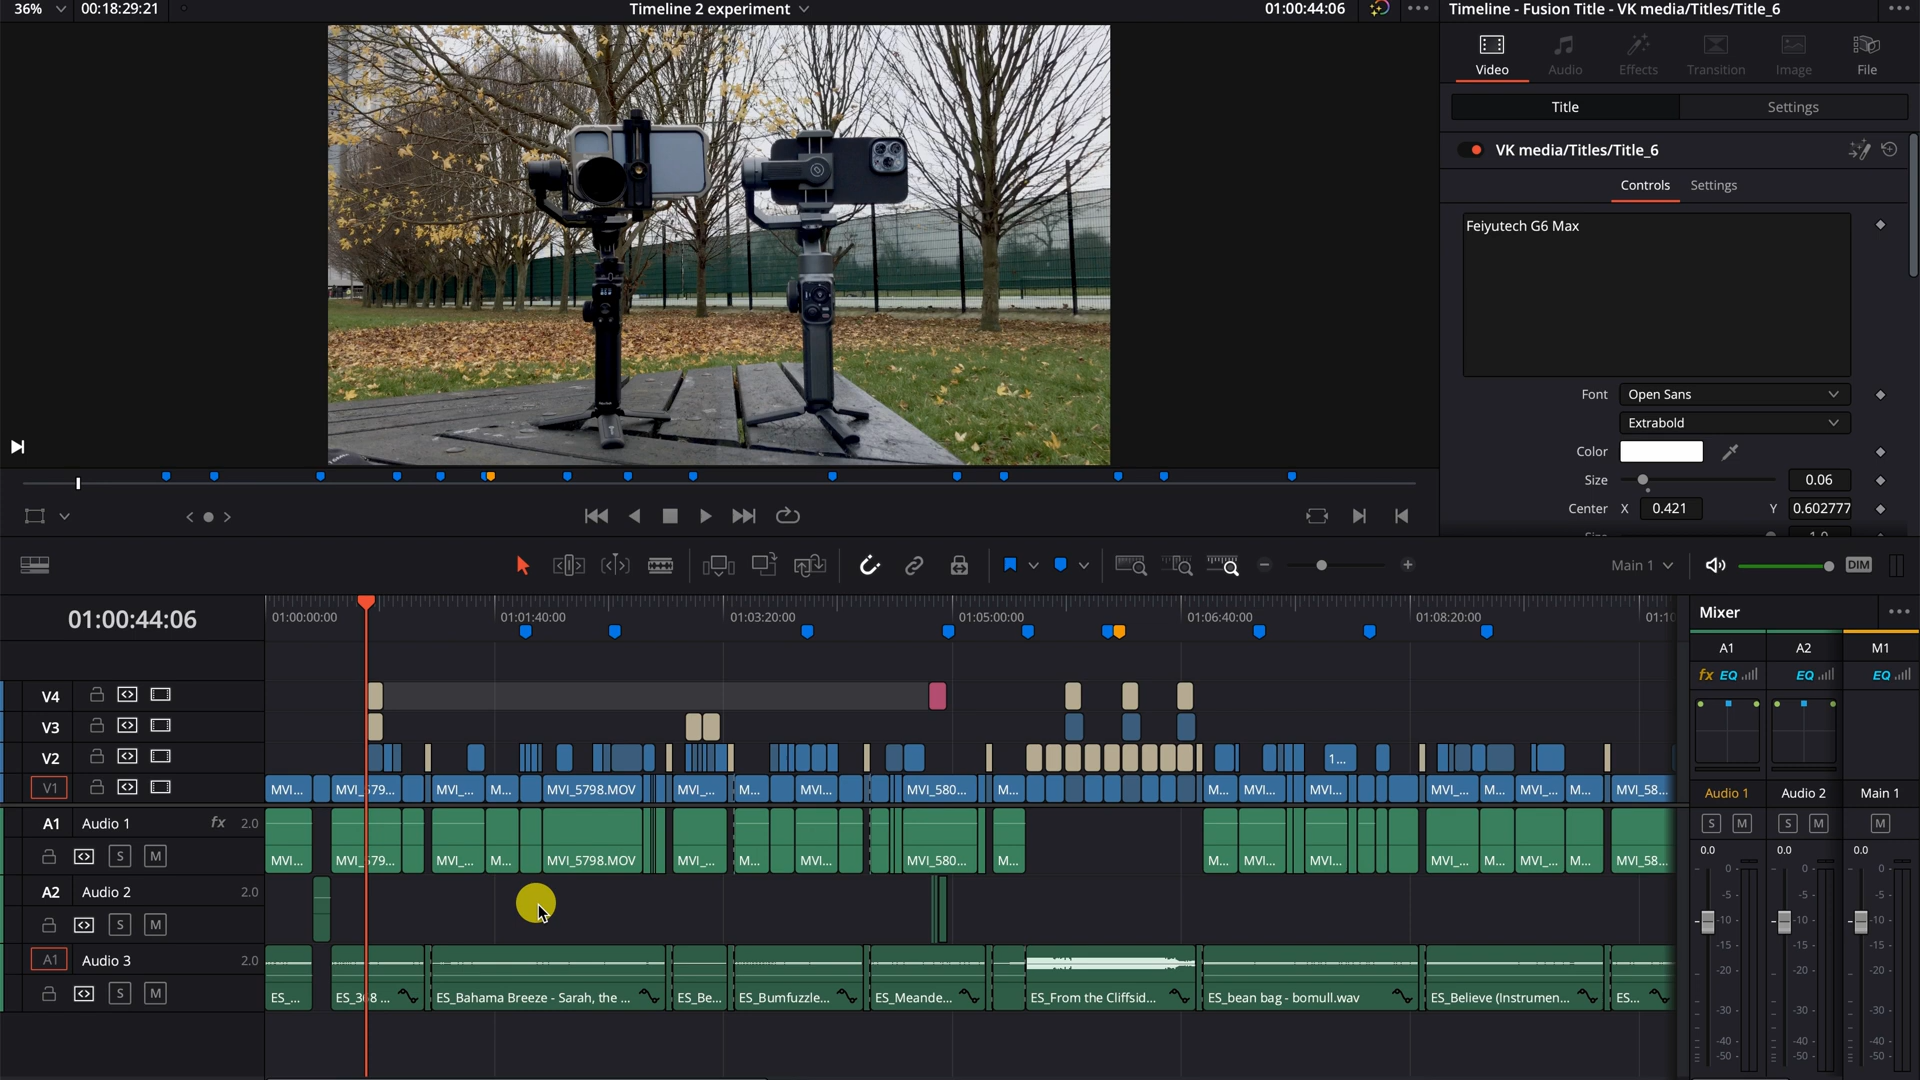 36%
00:18:29:21
Timeline 2 experiment
01:00:44:06
Timeline - Fusion Title - VK media/Titles/Title_6
Video
Audio
Effects
Transition
Image
File
Title
Settings
VK media/Titles/Title_6
Controls
Settings
Feiyutech G6 Max
Font
Open Sans
Extrabold
Color
Size
0.06
Center
X
0.421
Y
0.602777
Main 1
DIM
01:00:44:06
01:00:00:00
01:01:40:00
01:03:20:00
01:05:00:00
01:06:40:00
01:08:20:00
01:10
Mixer
A1
A2
M1
fx EQ
EQ
EQ
V4
V3
V2
1...
V1
MVI...
MVI_579...
MVI_...
M...
MVI_5798.MOV
MVI_...
M...
MVI...
MVI_580...
M...
M...
MVI...
MVI...
MVI_...
M...
MVI_...
M...
MVI_58...
Audio 1
Audio 2
Main 1
A1
Audio 1
fx
2.0
S
M
S
M
M
S
M
MVI...
MVI_579...
MVI_...
M...
MVI_5798.MOV
MVI_...
M...
MVI...
MVI_580...
M...
M...
MVI...
MVI...
MVI_...
M...
MVI_...
M...
MVI_58...
0.0
0.0
0.0
0
-5
-10
-15
-20
-30
-40
-50
0
-5
-10
-15
-20
-30
-40
-50
0
-5
-10
-15
-20
-30
-40
-50
A2
Audio 2
2.0
S
M
A1
Audio 3
2.0
S
M
ES_...
ES_368 ...
ES_Bahama Breeze - Sarah, the ...
ES_Be...
ES_Bumfuzzle...
ES_Meande...
ES_From the Cliffsid...
ES_bean bag - bomull.wav
ES_Believe (Instrumen...
ES...